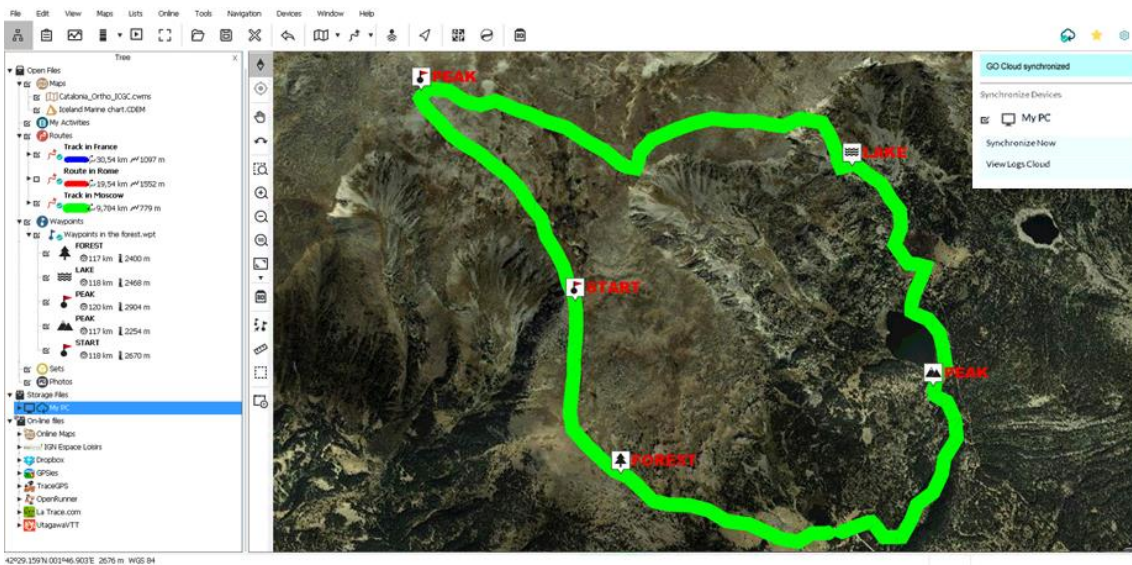 File Edit View Maps Lists Online Tools Navigation Devices Window Help
Tree X
Open Files
Maps
Catalonia_Ortho_ICGC.cwms
Iceland Marine chart.CDEM
My Activities
Routes
Track in France
30,54 km 1097 m
Route in Rome
19,54 km 1552 m
Track in Moscow
9,784 km 779 m
Waypoints
Waypoints in the forest.wpt
FOREST
117 km 2400 m
LAKE
118 km 2468 m
PEAK
120 km 2904 m
PEAK
117 km 2254 m
START
118 km 2670 m
Sets
Photos
Storage Files
My PC
On-line files
Online Maps
IGN Espace Loisirs
Dropbox
GPSies
TraceGPS
OpenRunner
La Trace.com
UtagawaVTT
PEAK
LAKE
START
PEAK
FOREST
GO Cloud synchronized
Synchronize Devices
My PC
Synchronize Now
View Logs Cloud
42º29.159'N 001º46.903'E 2676 m WGS 84